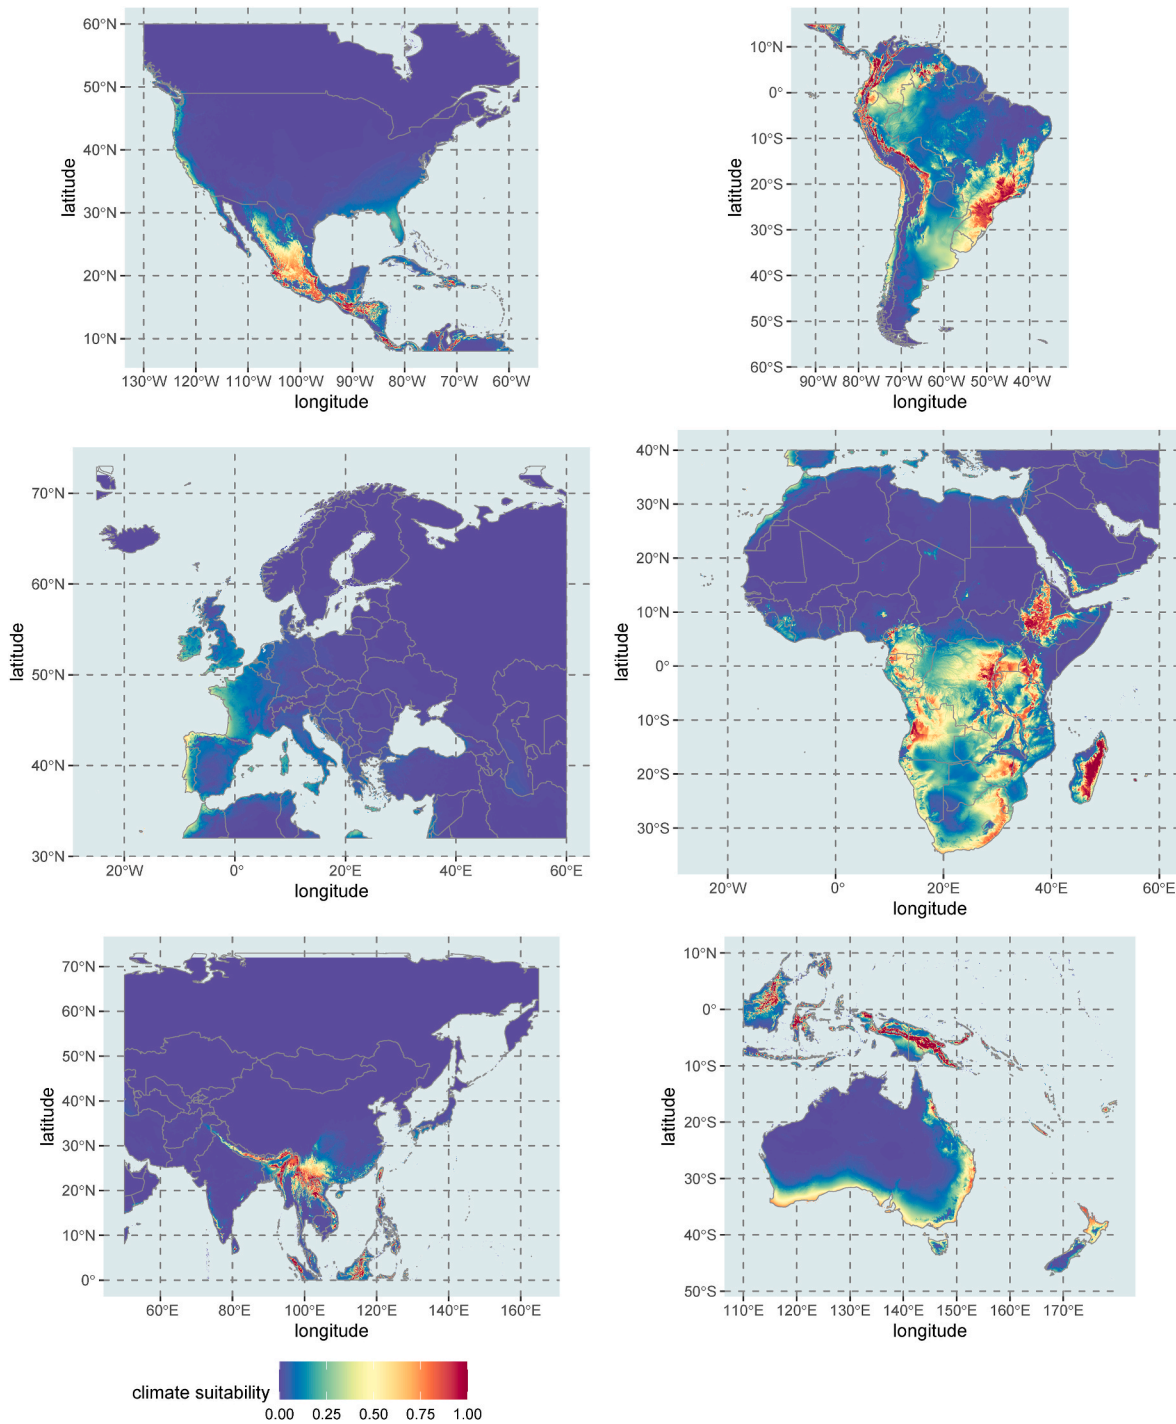 60°N
50°N
40°N
30°N
20°N
10°N
latitude
130°W 120°W 110°W 100°W 90°W 80°W 70°W 60°W
longitude
10°N
0°
10°S
20°S
30°S
40°S
50°S
60°S
latitude
90°W 80°W 70°W 60°W 50°W 40°W
longitude
70°N
60°N
50°N
40°N
30°N
latitude
20°W 0° 20°E 40°E 60°E
longitude
40°N
30°N
20°N
10°N
0°
10°S
20°S
30°S
latitude
20°W 0° 20°E 40°E 60°E
longitude
70°N
60°N
50°N
40°N
30°N
20°N
10°N
0°
latitude
60°E 80°E 100°E 120°E 140°E 160°E
longitude
10°N
0°
10°S
20°S
30°S
40°S
50°S
latitude
110°E 120°E 130°E 140°E 150°E 160°E 170°E
longitude
climate suitability
0.00 0.25 0.50 0.75 1.00